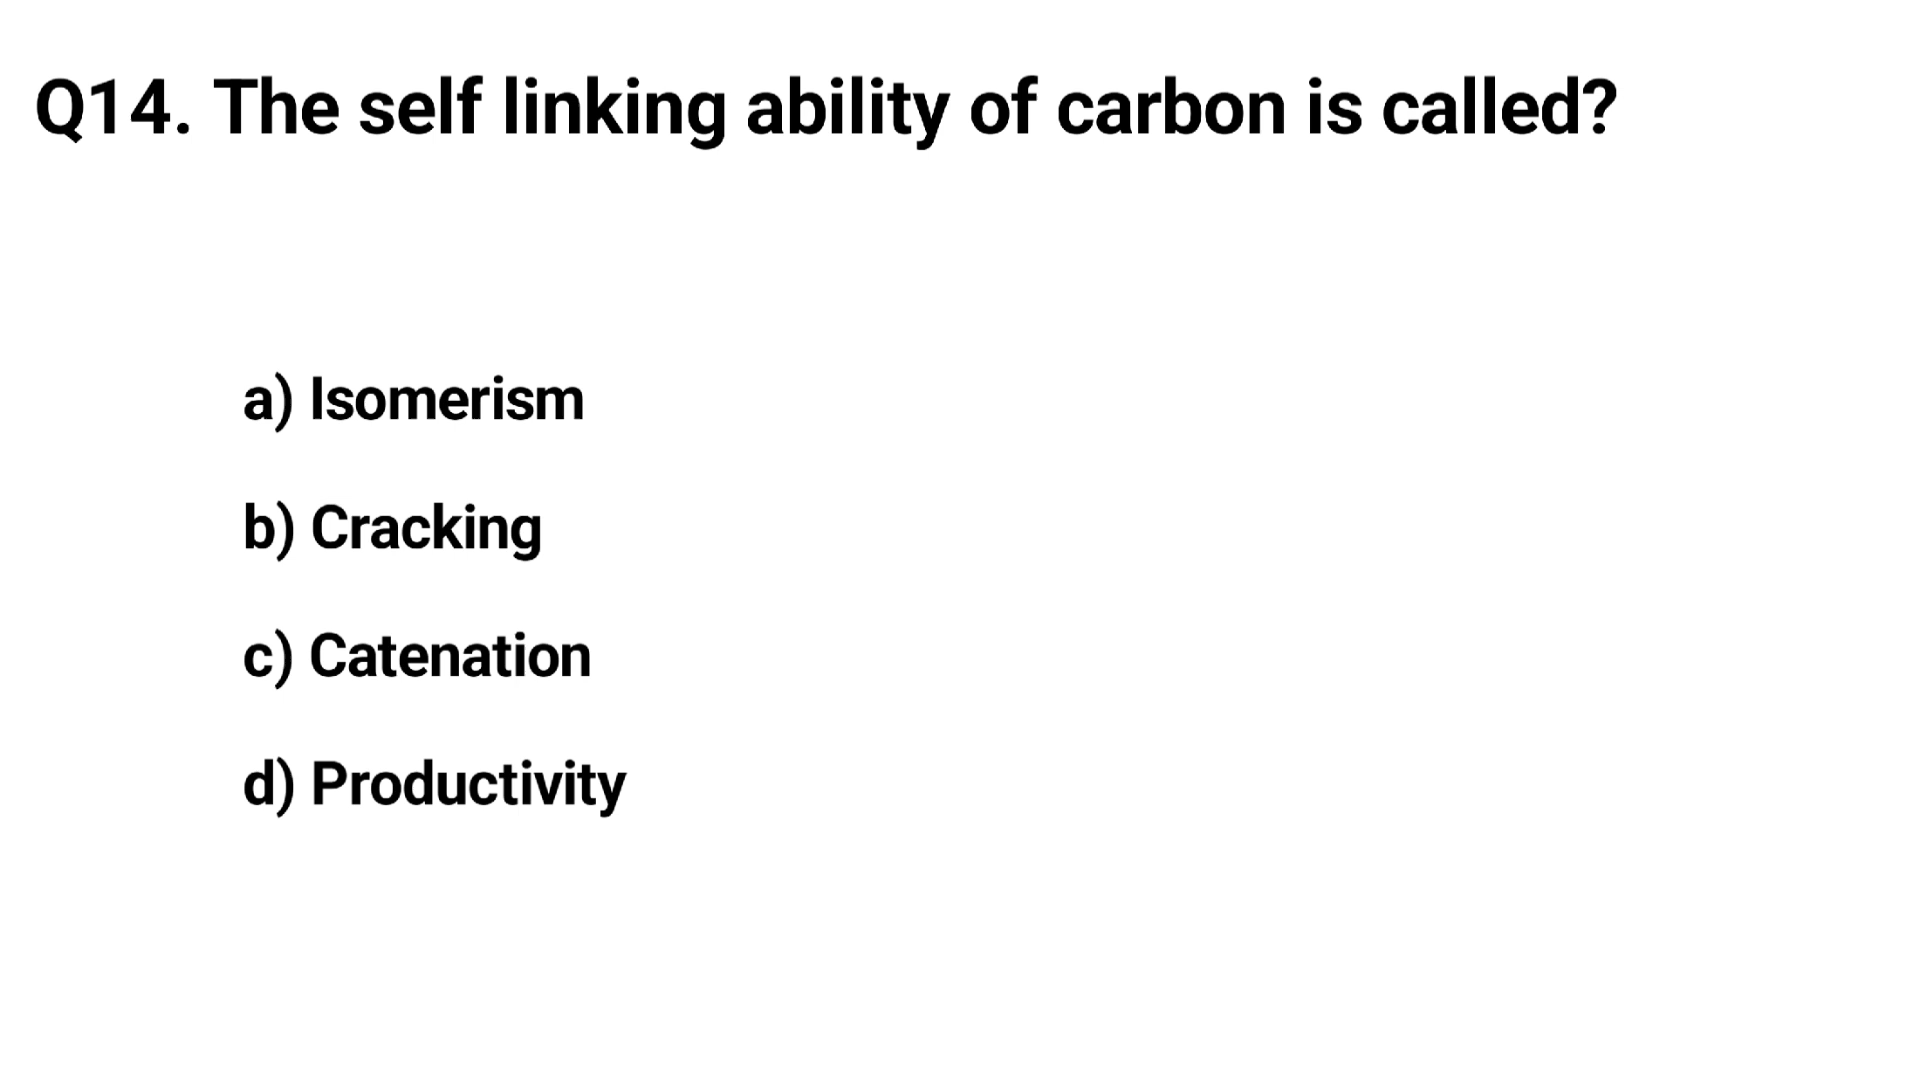 Q14. The self linking ability of carbon is called?
a) Isomerism
b) Cracking
c) Catenation
d) Productivity